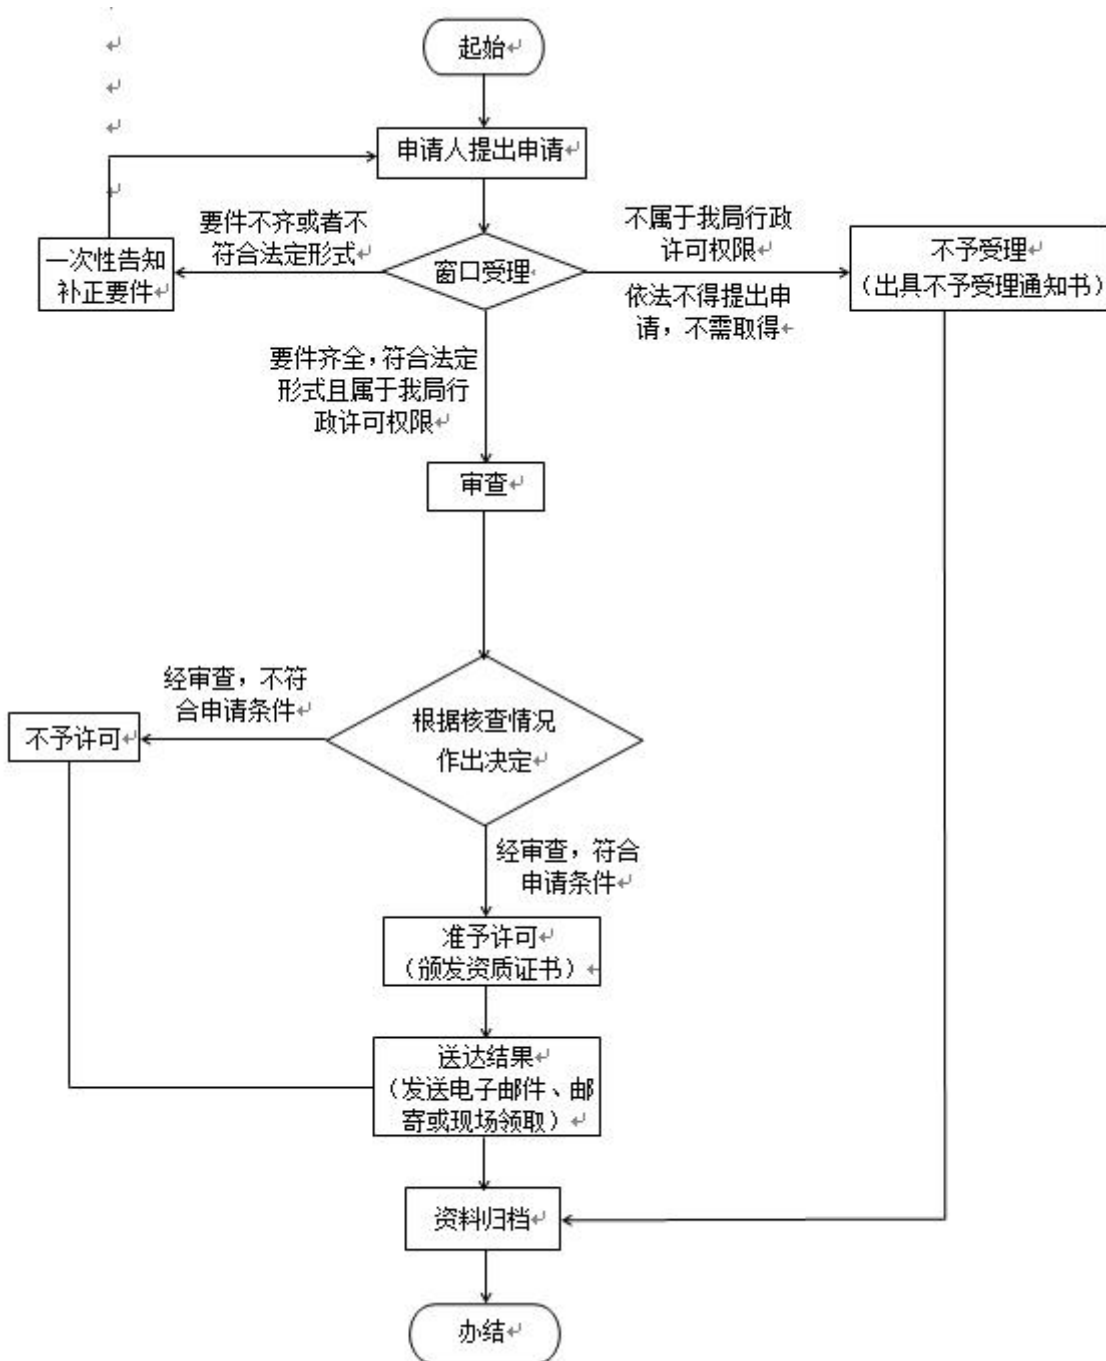 起始
申请人提出申请
要件不齐或者不
符合法定形式
不属于我局行政
许可权限
一次性告知
补正要件
窗口受理
不予受理
（出具不予受理通知书）
依法不得提出申
请，不需取得
要件齐全，符合法定
形式且属于我局行
政许可权限
审查
经审查，不符
合申请条件
不予许可
根据核查情况
作出决定
经审查，符合
申请条件
准予许可
（颁发资质证书）
送达结果
（发送电子邮件、邮
寄或现场领取）
资料归档
办结